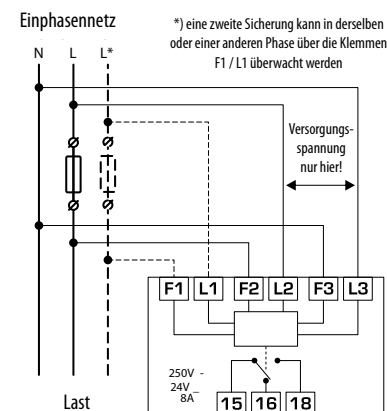 Einphasennetz
*) eine zweite Sicherung kann in derselben
oder einer anderen Phase über die Klemmen
F1 / L1 überwacht werden
N L L*
Versorgungs-
spannung
nur hier!
F1 L1 F2 L2 F3 L3
250V -
24V _
8A
15 16 18
Last